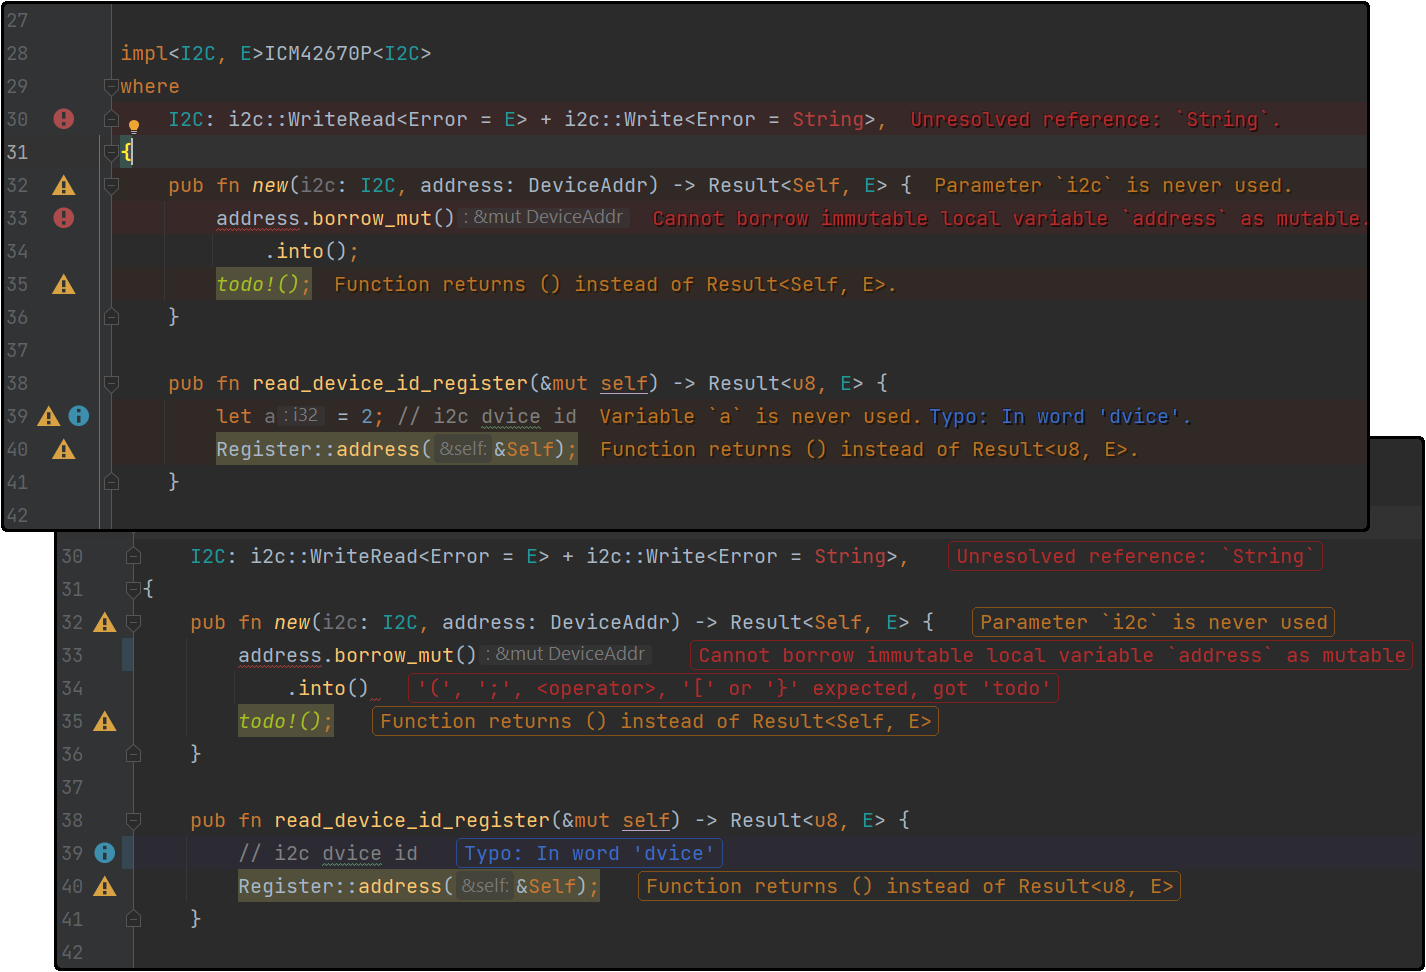 27
28 impl<I2C, E>ICM42670P<I2C>
29 where
30 I2C: i2c::WriteRead<Error = E> + i2c::Write<Error = String>, Unresolved reference: `String`.
31 {
32 pub fn new(i2c: I2C, address: DeviceAddr) -> Result<Self, E> { Parameter `i2c` is never used.
33 address.borrow_mut() : &mut DeviceAddr Cannot borrow immutable local variable `address` as mutable.
34 .into();
35 todo!(); Function returns () instead of Result<Self, E>.
36 }
37
38 pub fn read_device_id_register(&mut self) -> Result<u8, E> {
39 let a : i32 = 2; // i2c dvice id Variable `a` is never used. Typo: In word 'dvice'.
40 Register::address( &self: &Self); Function returns () instead of Result<u8, E>.
41 }
42
30 I2C: i2c::WriteRead<Error = E> + i2c::Write<Error = String>, Unresolved reference: `String`
31 {
32 pub fn new(i2c: I2C, address: DeviceAddr) -> Result<Self, E> { Parameter `i2c` is never used
33 address.borrow_mut() : &mut DeviceAddr Cannot borrow immutable local variable `address` as mutable
34 .into() '(', ';', <operator>, '[' or '}' expected, got 'todo'
35 todo!(); Function returns () instead of Result<Self, E>
36 }
37
38 pub fn read_device_id_register(&mut self) -> Result<u8, E> {
39 // i2c dvice id Typo: In word 'dvice'
40 Register::address( &self: &Self); Function returns () instead of Result<u8, E>
41 }
42